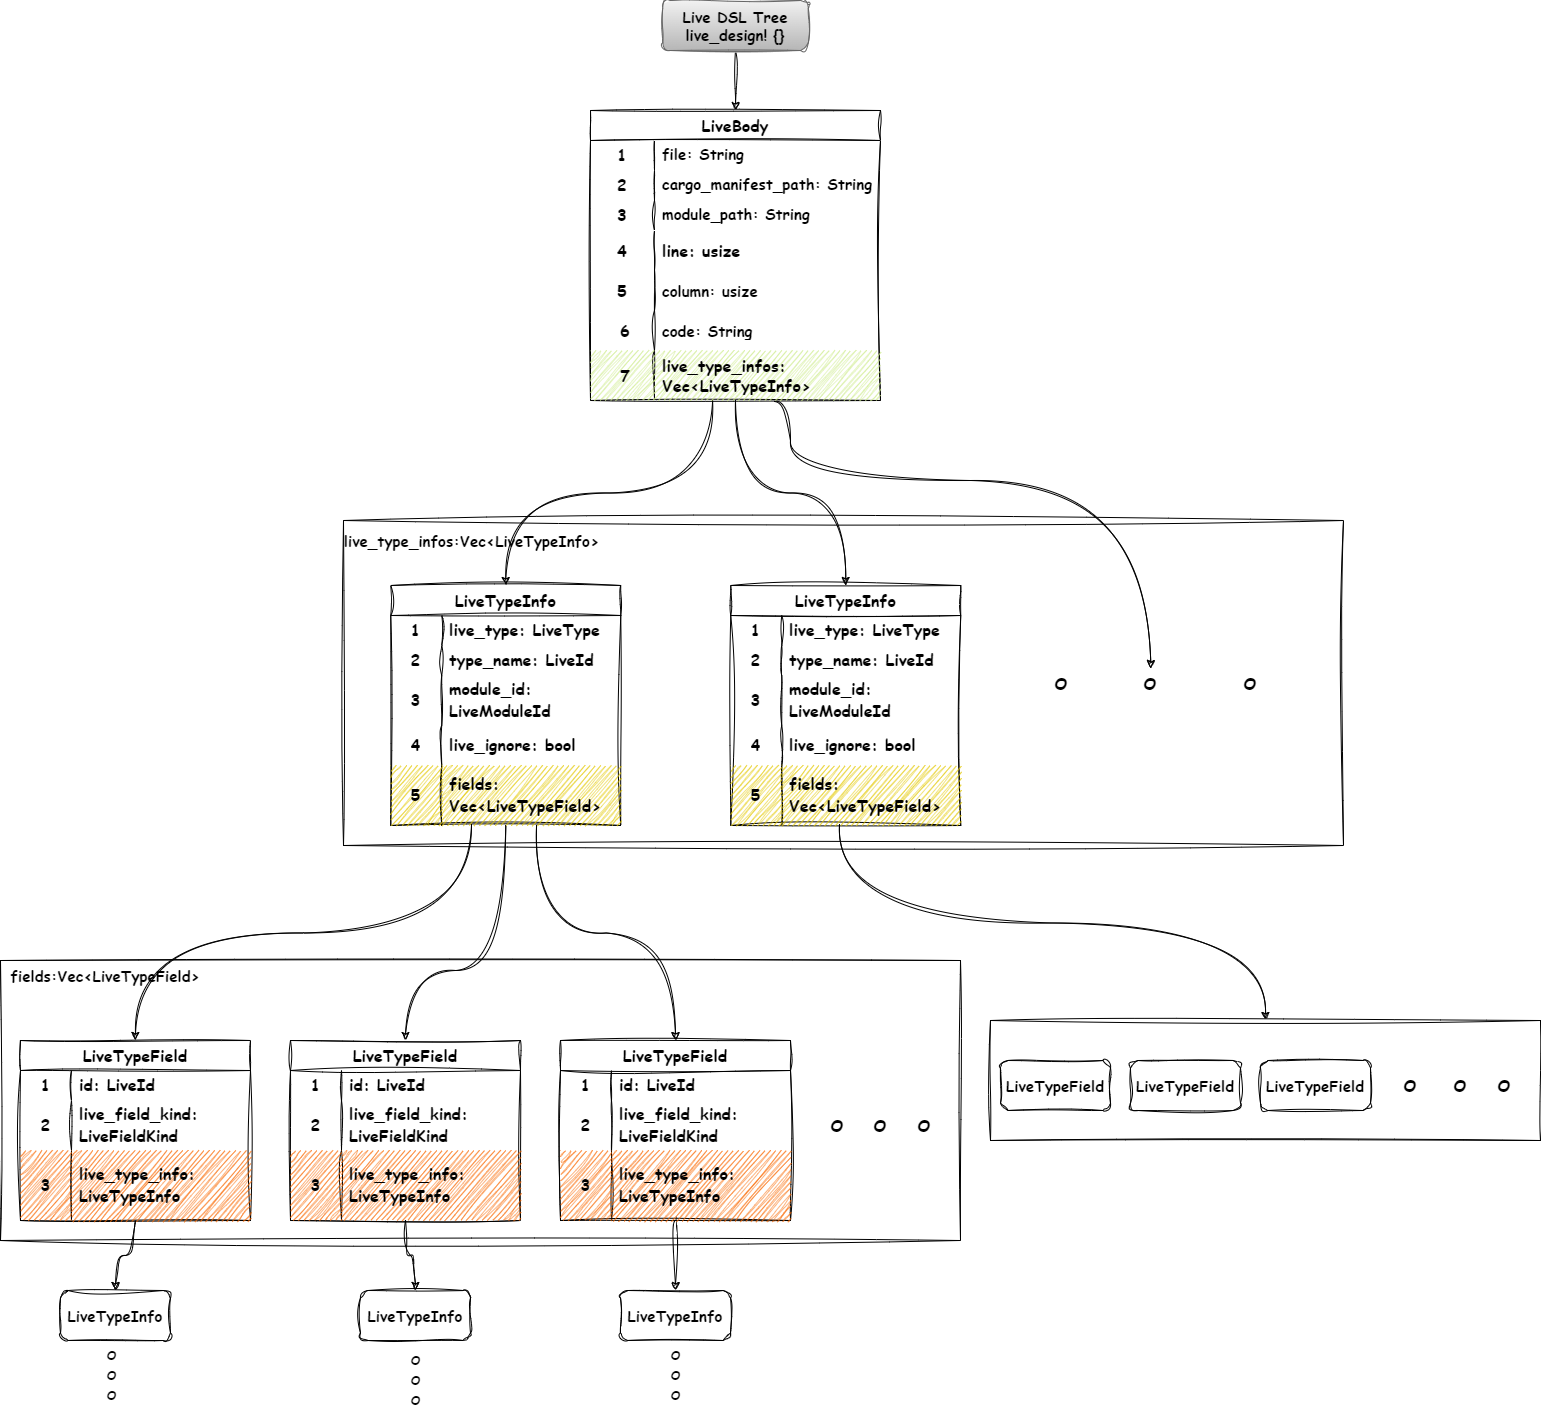 Live DSL Tree
live_design! {}
LiveBody
1 file: String
2 cargo_manifest_path: String
3 module_path: String
4 line: usize
5 column: usize
6 code: String
7 live_type_infos:
Vec<LiveTypeInfo>
live_type_infos:Vec<LiveTypeInfo>
LiveTypeInfo
1 live_type: LiveType
2 type_name: LiveId
3 module_id:
LiveModuleId
4 live_ignore: bool
5 fields:
Vec<LiveTypeField>
LiveTypeInfo
1 live_type: LiveType
2 type_name: LiveId
3 module_id:
LiveModuleId
4 live_ignore: bool
5 fields:
Vec<LiveTypeField>
fields:Vec<LiveTypeField>
LiveTypeField
1 id: LiveId
2 live_field_kind:
LiveFieldKind
3 live_type_info:
LiveTypeInfo
LiveTypeField
1 id: LiveId
2 live_field_kind:
LiveFieldKind
3 live_type_info:
LiveTypeInfo
LiveTypeField
1 id: LiveId
2 live_field_kind:
LiveFieldKind
3 live_type_info:
LiveTypeInfo
LiveTypeField
LiveTypeField
LiveTypeField
LiveTypeInfo
LiveTypeInfo
LiveTypeInfo